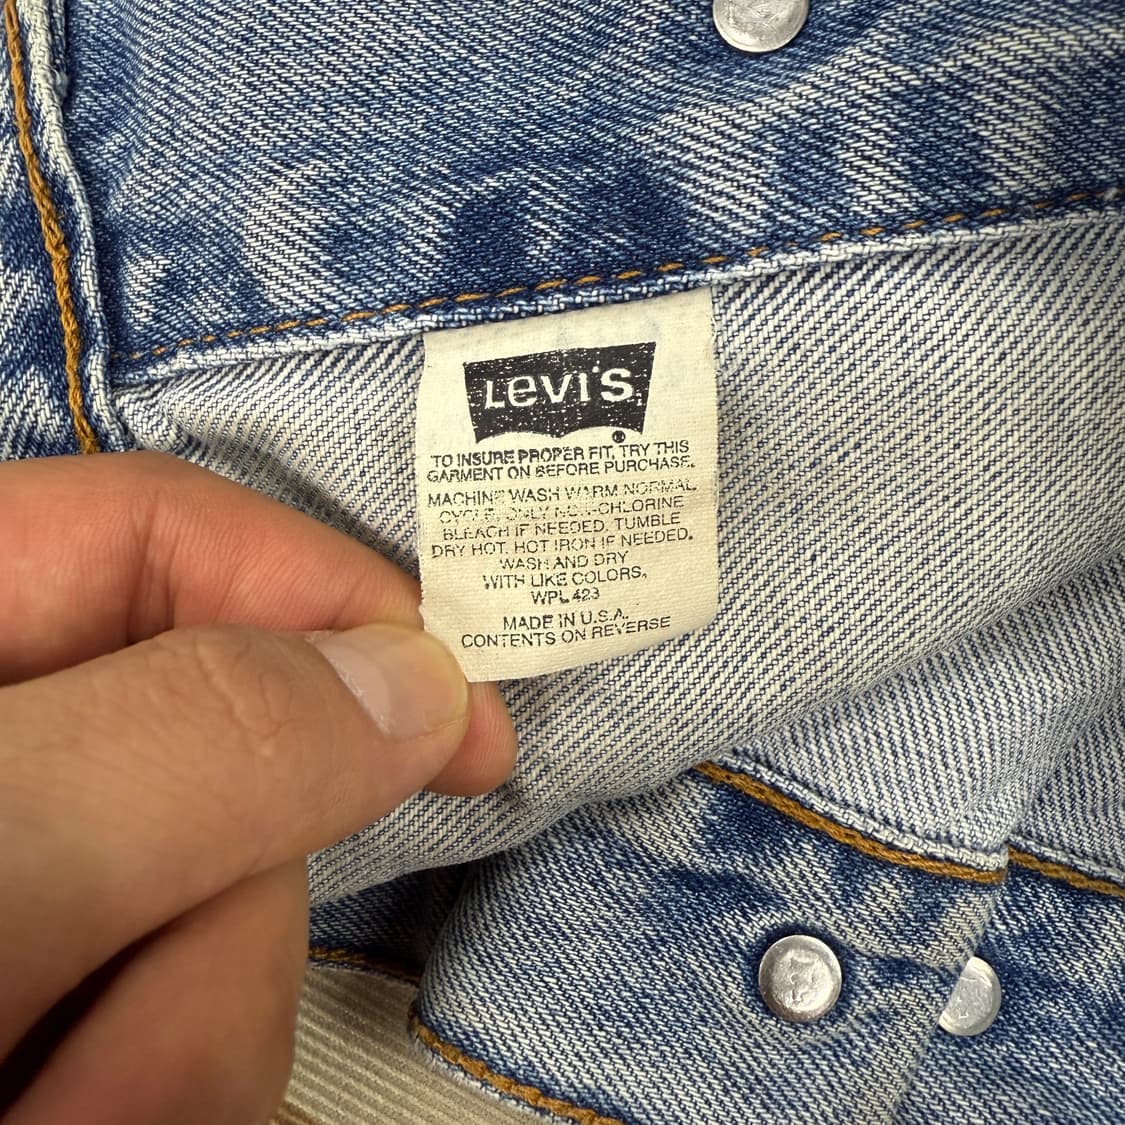 LEVI'S
®
TO INSURE PROPER FIT, TRY THIS
GARMENT ON BEFORE PURCHASE.
MACHINE WASH WARM NORMAL
CYCLE ONLY NON-CHLORINE
BLEACH IF NEEDED. TUMBLE
DRY HOT. HOT IRON IF NEEDED.
WASH AND DRY
WITH LIKE COLORS.
WPL 423
MADE IN U.S.A.
CONTENTS ON REVERSE